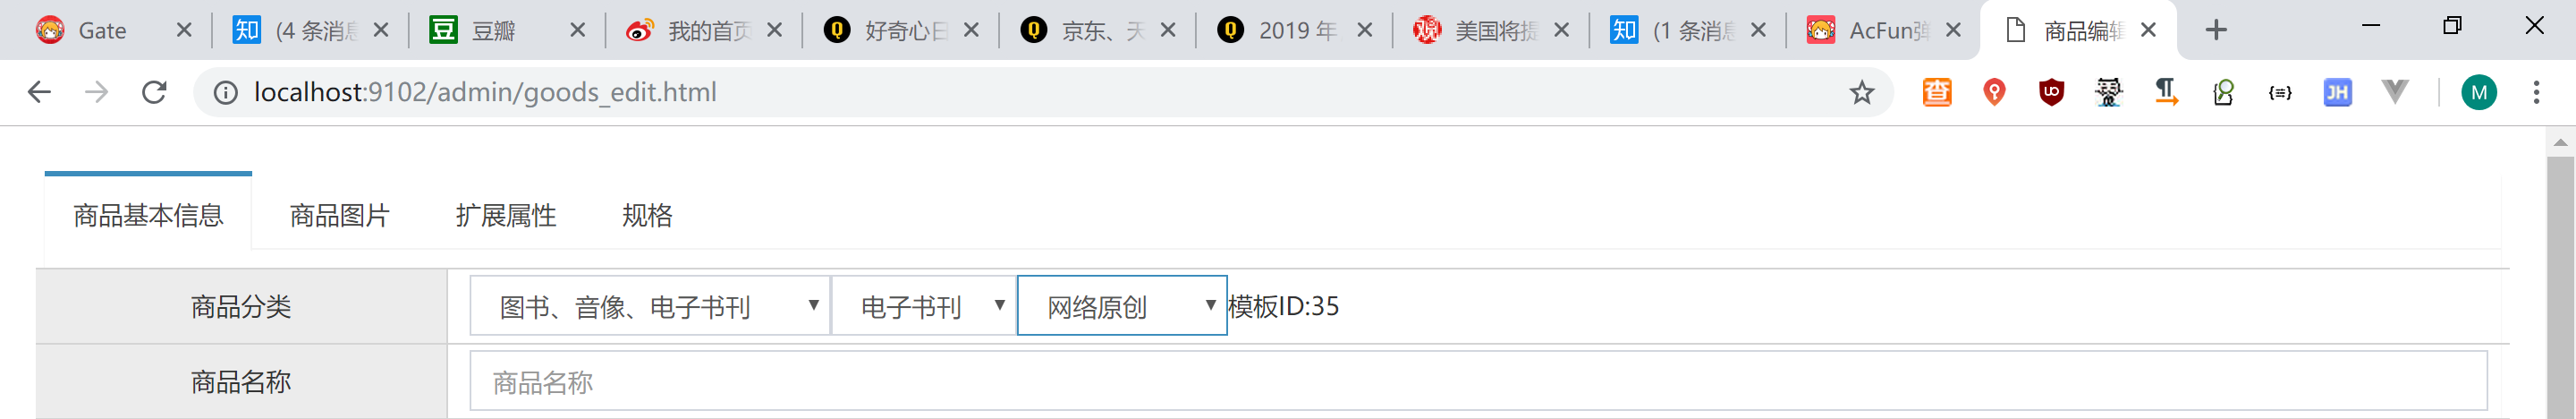 Gate (4 条消息 豆瓣 我的首页 好奇心日 京东、天 2019 年 美国将提 (1 条消息 AcFun弹 商品编辑
localhost:9102/admin/goods_edit.html
商品基本信息 商品图片 扩展属性 规格
商品分类 图书、音像、电子书刊 电子书刊 网络原创 模板ID:35
商品名称 商品名称